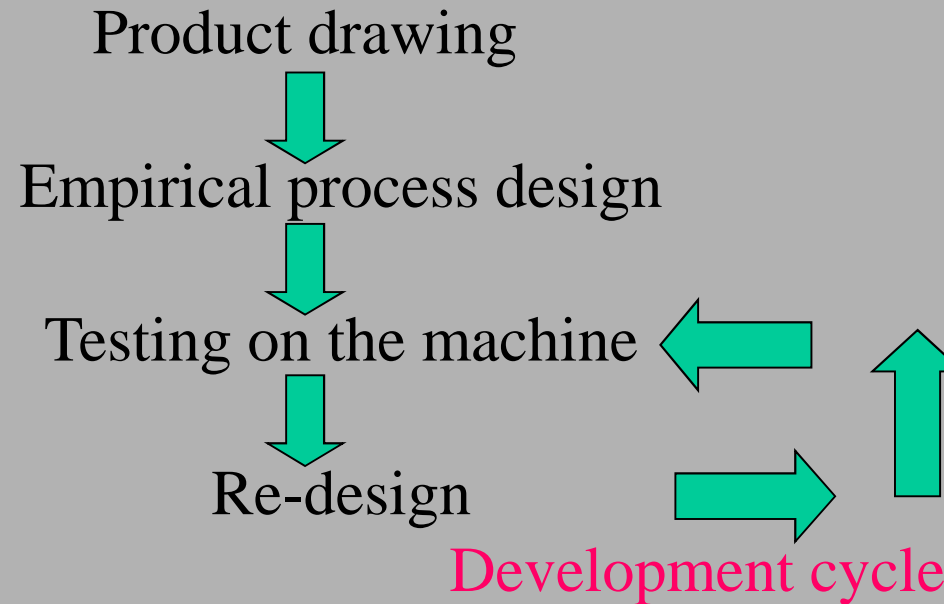 Product drawing
Empirical process design
Testing on the machine
Re-design
Development cycle